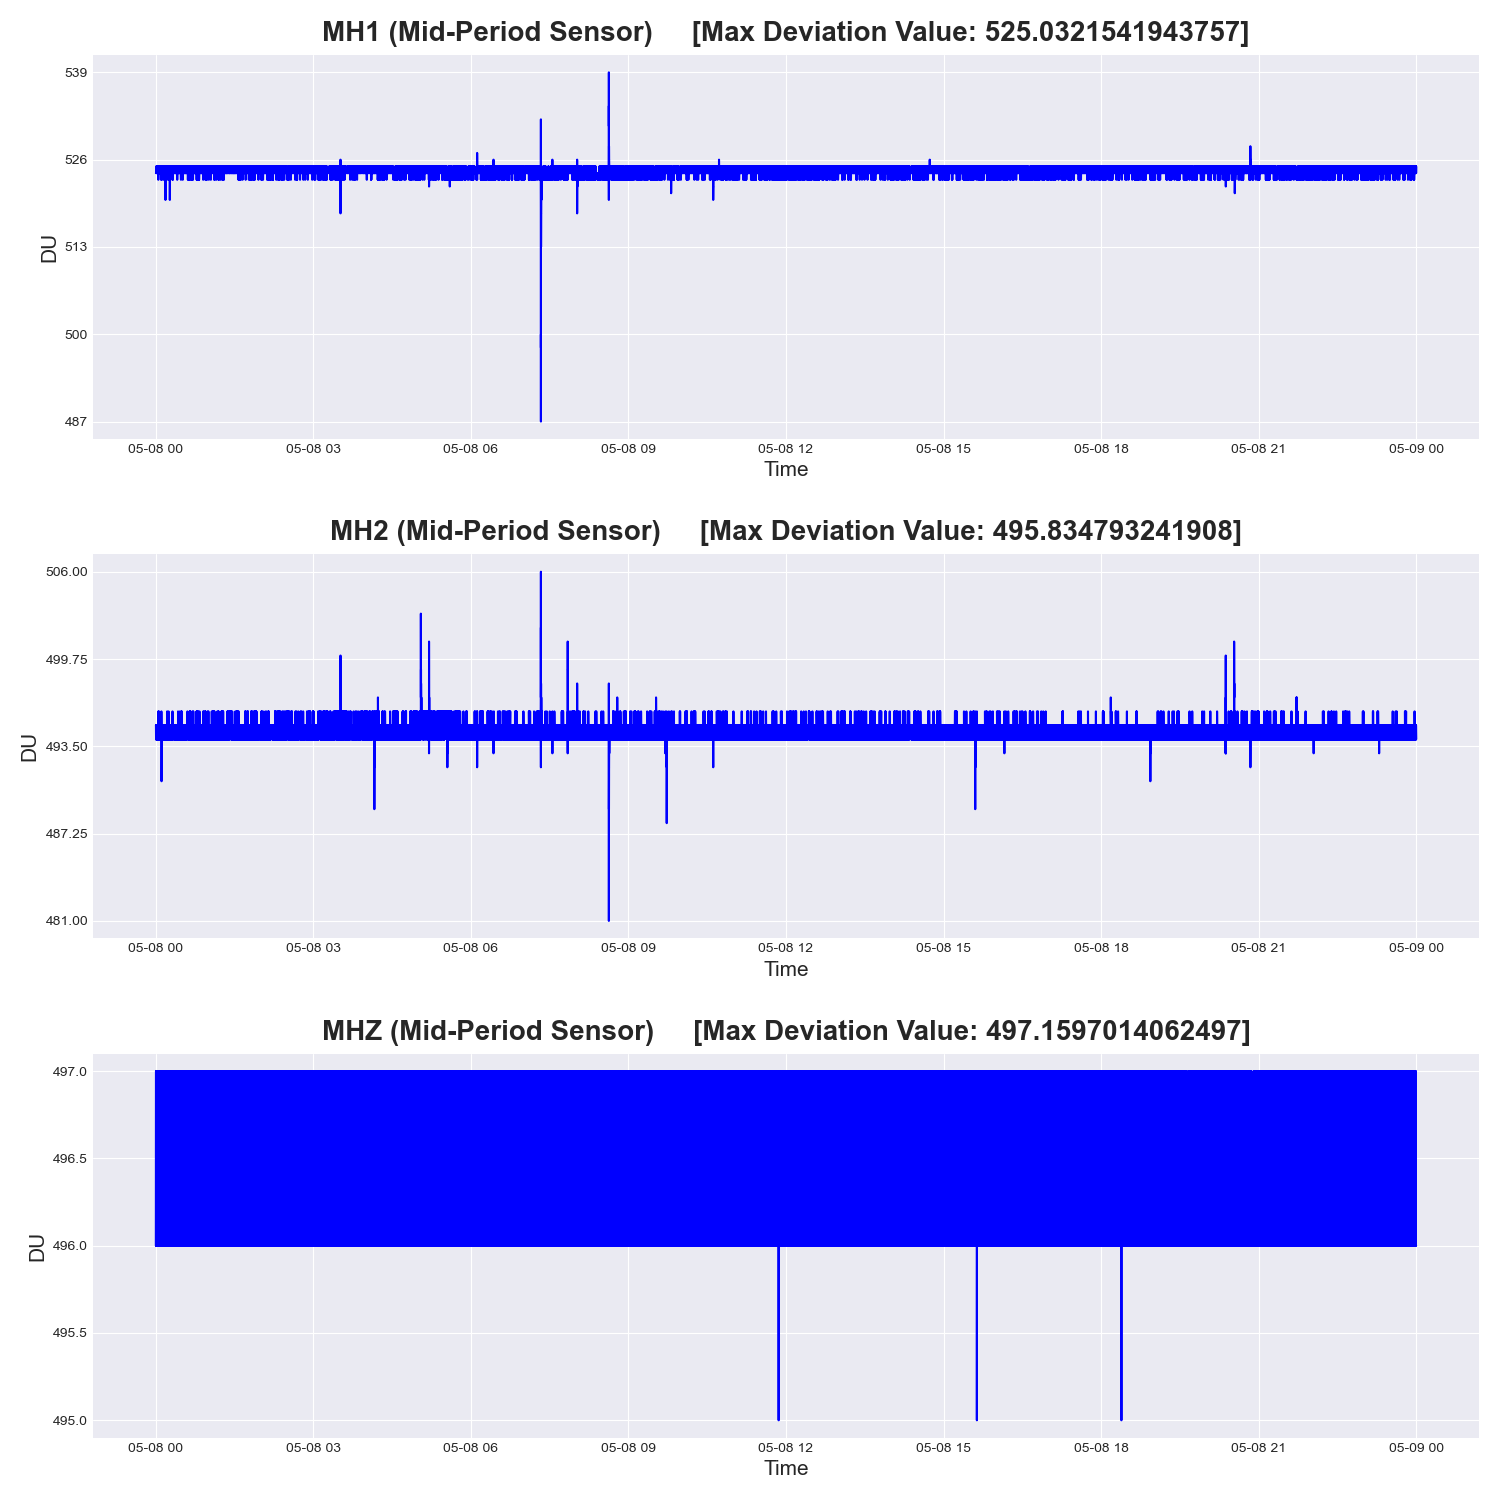 MH1 (Mid-Period Sensor) [Max Deviation Value: 525.0321541943757]
539
526
513
500
487
DU
05-08 00 05-08 03 05-08 06 05-08 09 05-08 12 05-08 15 05-08 18 05-08 21 05-09 00
Time
MH2 (Mid-Period Sensor) [Max Deviation Value: 495.834793241908]
506.00
499.75
493.50
487.25
481.00
DU
05-08 00 05-08 03 05-08 06 05-08 09 05-08 12 05-08 15 05-08 18 05-08 21 05-09 00
Time
MHZ (Mid-Period Sensor) [Max Deviation Value: 497.1597014062497]
497.0
496.5
496.0
495.5
495.0
DU
05-08 00 05-08 03 05-08 06 05-08 09 05-08 12 05-08 15 05-08 18 05-08 21 05-09 00
Time